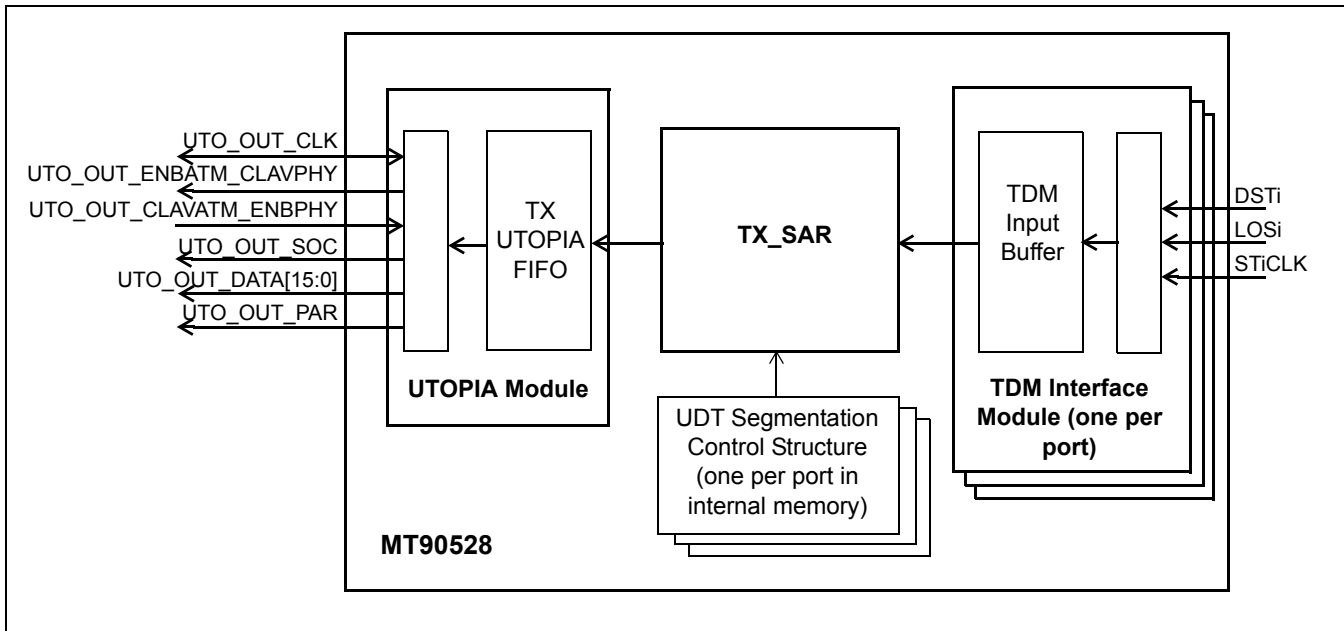 UTO_OUT_CLK
UTO_OUT_ENBATM_CLAVPHY
UTO_OUT_CLAVATM_ENBPHY
UTO_OUT_SOC
UTO_OUT_DATA[15:0]
UTO_OUT_PAR
TX
UTOPIA
FIFO
UTOPIA Module
TX_SAR
UDT Segmentation
Control Structure
(one per port in
internal memory)
TDM
Input
Buffer
TDM Interface
Module (one per
port)
DSTi
LOSi
STiCLK
MT90528